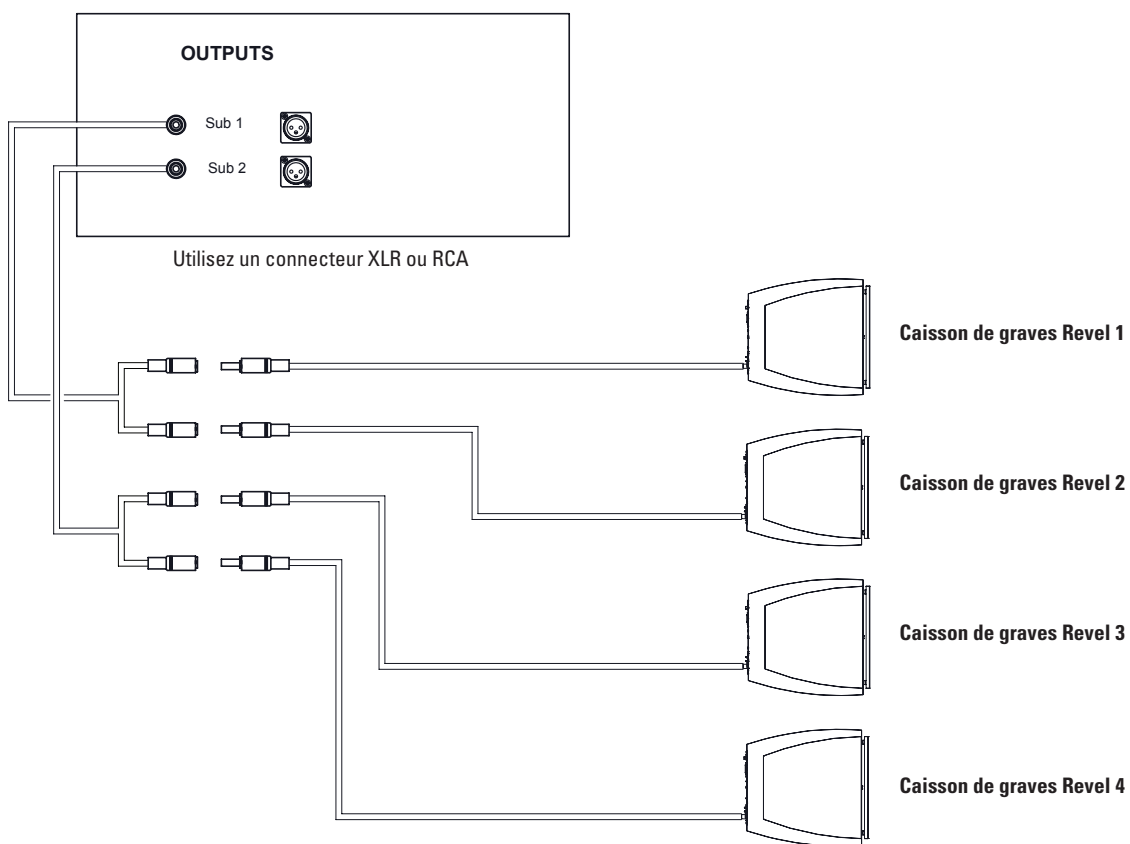 OUTPUTS
Sub 1
Sub 2
Utilisez un connecteur XLR ou RCA
Caisson de graves Revel 1
Caisson de graves Revel 2
Caisson de graves Revel 3
Caisson de graves Revel 4